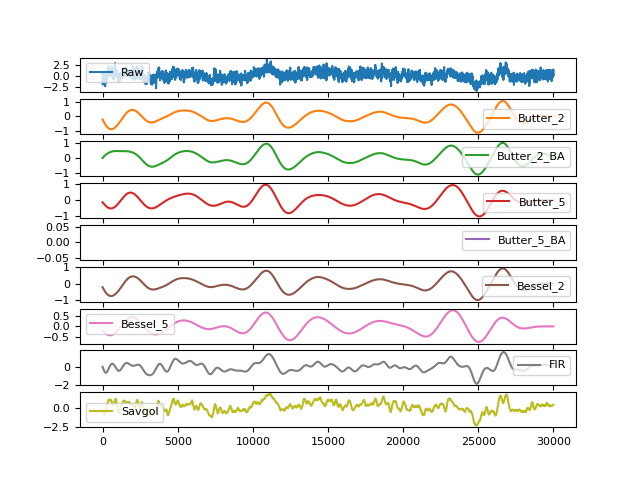 2.5
0.0
−2.5
Raw
1
0
−1
Butter_2
1
0
−1
Butter_2_BA
1
0
−1
Butter_5
0.05
0.00
−0.05
Butter_5_BA
1
0
−1
Bessel_2
0.5
0.0
−0.5
Bessel_5
0
−2
FIR
0.0
−2.5
Savgol
0 5000 10000 15000 20000 25000 30000